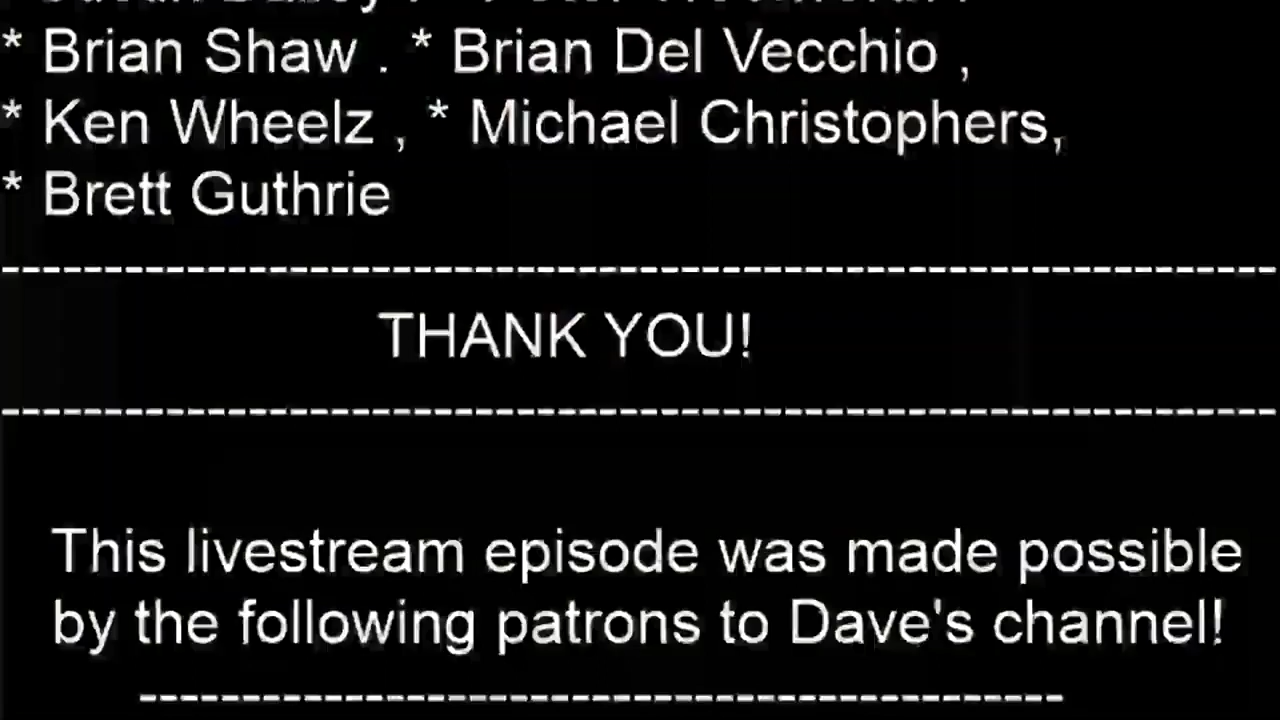 * Brian Shaw . * Brian Del Vecchio ,
* Ken Wheelz , * Michael Christophers,
* Brett Guthrie
--------------------------------------------------------------------------
THANK YOU!
--------------------------------------------------------------------------
This livestream episode was made possible
by the following patrons to Dave's channel!
-----------------------------------------------------